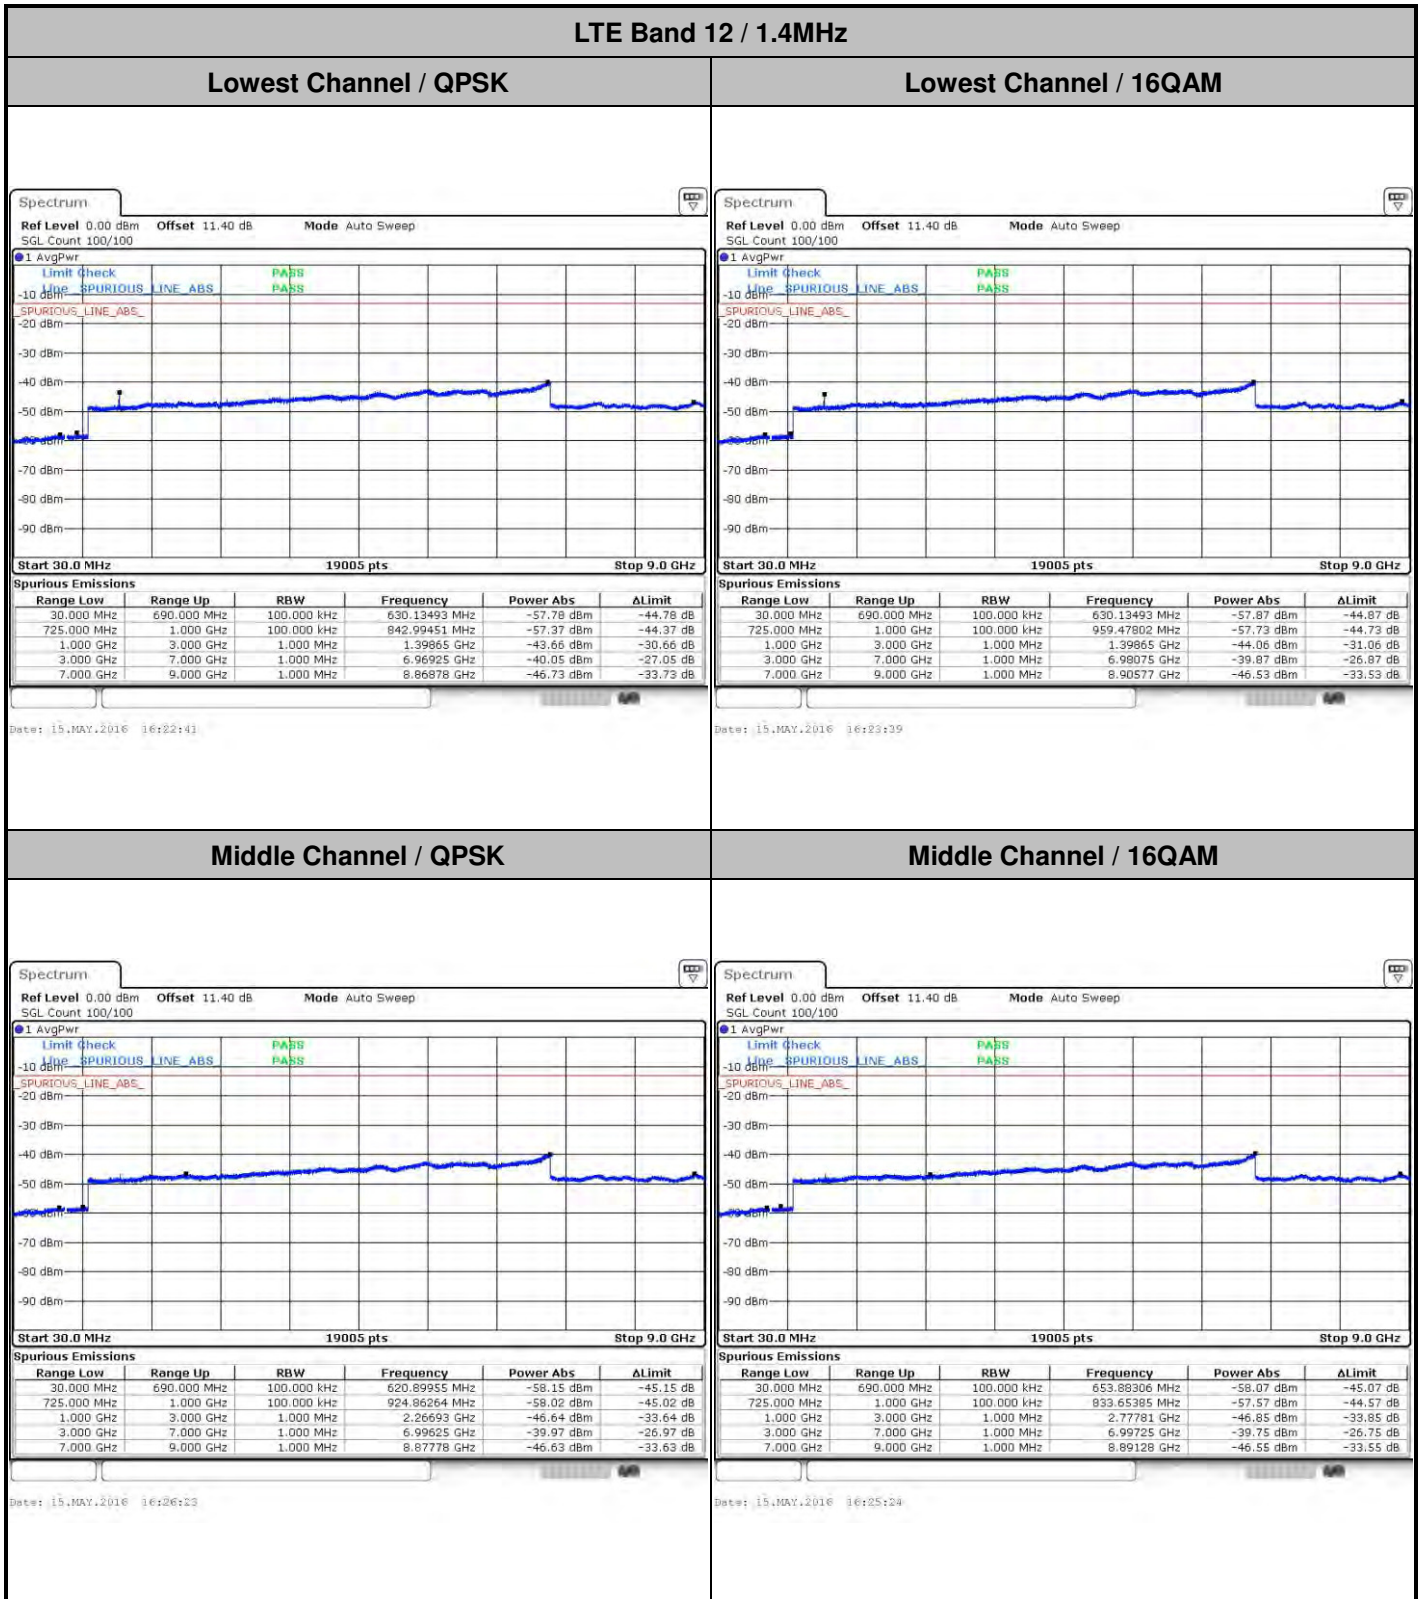 LTE Band 12 / 1.4MHz
Lowest Channel / QPSK
Lowest Channel / 16QAM
Spectrum
Ref Level 0.00 dBm Offset 11.40 dB Mode Auto Sweep
SGL Count 100/100
1 AvgPwr
Limit Check PASS
Line _SPURIOUS_LINE_ABS_ PASS
-10 dBm
_SPURIOUS_LINE_ABS_
-20 dBm
-30 dBm
-40 dBm
-50 dBm
-60 dBm
-70 dBm
-80 dBm
-90 dBm
Start 30.0 MHz 19005 pts Stop 9.0 GHz
Spurious Emissions
Range Low Range Up RBW Frequency Power Abs ΔLimit
30.000 MHz 690.000 MHz 100.000 kHz 630.13493 MHz -57.78 dBm -44.78 dB
725.000 MHz 1.000 GHz 100.000 kHz 842.99451 MHz -57.37 dBm -44.37 dB
1.000 GHz 3.000 GHz 1.000 MHz 1.39865 GHz -43.66 dBm -30.66 dB
3.000 GHz 7.000 GHz 1.000 MHz 6.96925 GHz -40.05 dBm -27.05 dB
7.000 GHz 9.000 GHz 1.000 MHz 8.86878 GHz -46.73 dBm -33.73 dB
Date: 15.MAY.2016 16:22:41
Spectrum
Ref Level 0.00 dBm Offset 11.40 dB Mode Auto Sweep
SGL Count 100/100
1 AvgPwr
Limit Check PASS
Line _SPURIOUS_LINE_ABS_ PASS
-10 dBm
_SPURIOUS_LINE_ABS_
-20 dBm
-30 dBm
-40 dBm
-50 dBm
-60 dBm
-70 dBm
-80 dBm
-90 dBm
Start 30.0 MHz 19005 pts Stop 9.0 GHz
Spurious Emissions
Range Low Range Up RBW Frequency Power Abs ΔLimit
30.000 MHz 690.000 MHz 100.000 kHz 630.13493 MHz -57.87 dBm -44.87 dB
725.000 MHz 1.000 GHz 100.000 kHz 959.47802 MHz -57.73 dBm -44.73 dB
1.000 GHz 3.000 GHz 1.000 MHz 1.39865 GHz -44.06 dBm -31.06 dB
3.000 GHz 7.000 GHz 1.000 MHz 6.98075 GHz -39.87 dBm -26.87 dB
7.000 GHz 9.000 GHz 1.000 MHz 8.90577 GHz -46.53 dBm -33.53 dB
Date: 15.MAY.2016 16:23:39
Middle Channel / QPSK
Middle Channel / 16QAM
Spectrum
Ref Level 0.00 dBm Offset 11.40 dB Mode Auto Sweep
SGL Count 100/100
1 AvgPwr
Limit Check PASS
Line _SPURIOUS_LINE_ABS_ PASS
-10 dBm
_SPURIOUS_LINE_ABS_
-20 dBm
-30 dBm
-40 dBm
-50 dBm
-60 dBm
-70 dBm
-80 dBm
-90 dBm
Start 30.0 MHz 19005 pts Stop 9.0 GHz
Spurious Emissions
Range Low Range Up RBW Frequency Power Abs ΔLimit
30.000 MHz 690.000 MHz 100.000 kHz 620.89955 MHz -58.15 dBm -45.15 dB
725.000 MHz 1.000 GHz 100.000 kHz 924.86264 MHz -58.02 dBm -45.02 dB
1.000 GHz 3.000 GHz 1.000 MHz 2.26693 GHz -46.64 dBm -33.64 dB
3.000 GHz 7.000 GHz 1.000 MHz 6.99625 GHz -39.97 dBm -26.97 dB
7.000 GHz 9.000 GHz 1.000 MHz 8.87778 GHz -46.63 dBm -33.63 dB
Date: 15.MAY.2016 16:26:23
Spectrum
Ref Level 0.00 dBm Offset 11.40 dB Mode Auto Sweep
SGL Count 100/100
1 AvgPwr
Limit Check PASS
Line _SPURIOUS_LINE_ABS_ PASS
-10 dBm
_SPURIOUS_LINE_ABS_
-20 dBm
-30 dBm
-40 dBm
-50 dBm
-60 dBm
-70 dBm
-80 dBm
-90 dBm
Start 30.0 MHz 19005 pts Stop 9.0 GHz
Spurious Emissions
Range Low Range Up RBW Frequency Power Abs ΔLimit
30.000 MHz 690.000 MHz 100.000 kHz 653.88306 MHz -58.07 dBm -45.07 dB
725.000 MHz 1.000 GHz 100.000 kHz 833.65385 MHz -57.57 dBm -44.57 dB
1.000 GHz 3.000 GHz 1.000 MHz 2.77781 GHz -46.85 dBm -33.85 dB
3.000 GHz 7.000 GHz 1.000 MHz 6.99725 GHz -39.75 dBm -26.75 dB
7.000 GHz 9.000 GHz 1.000 MHz 8.89128 GHz -46.55 dBm -33.55 dB
Date: 15.MAY.2016 16:25:24